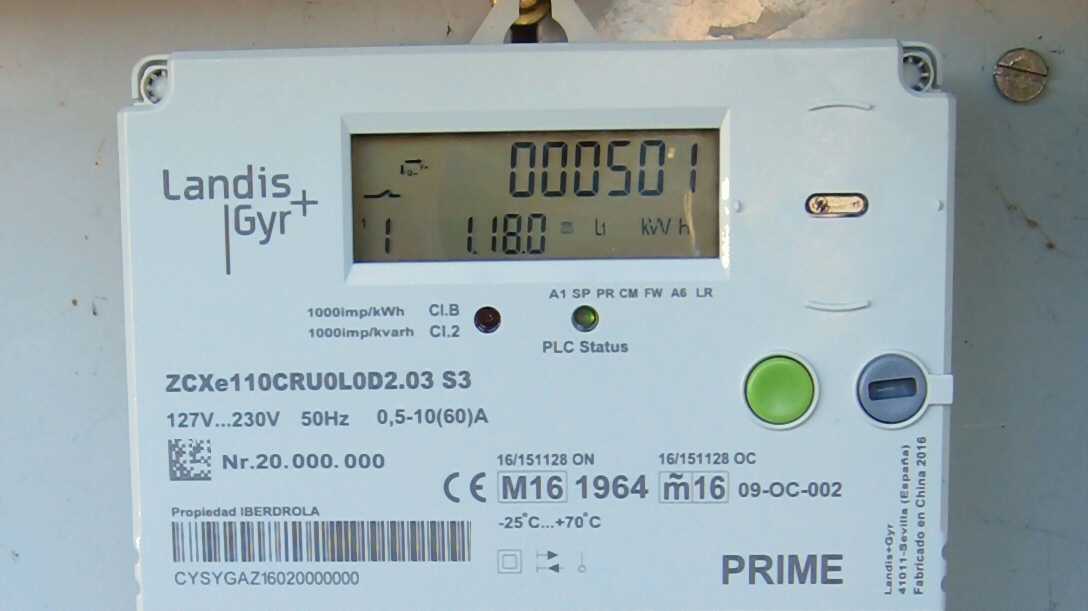 Landis+
Gyr
000501
1 1.18.0 L1 kWh
A1 SP PR CM FW A6 LR
1000imp/kWh Cl.B
1000imp/kvarh Cl.2
PLC Status
ZCXe110CRU0L0D2.03 S3
127V...230V 50Hz 0,5-10(60)A
Nr.20.000.000
16/151128 ON 16/151128 OC
CE M16 1964 m̃16 09-OC-002
Propiedad IBERDROLA
-25°C...+70°C
CYSYGAZ16020000000
PRIME
Landis+Gyr
41011-Sevilla (España)
Fabricado en China 2016